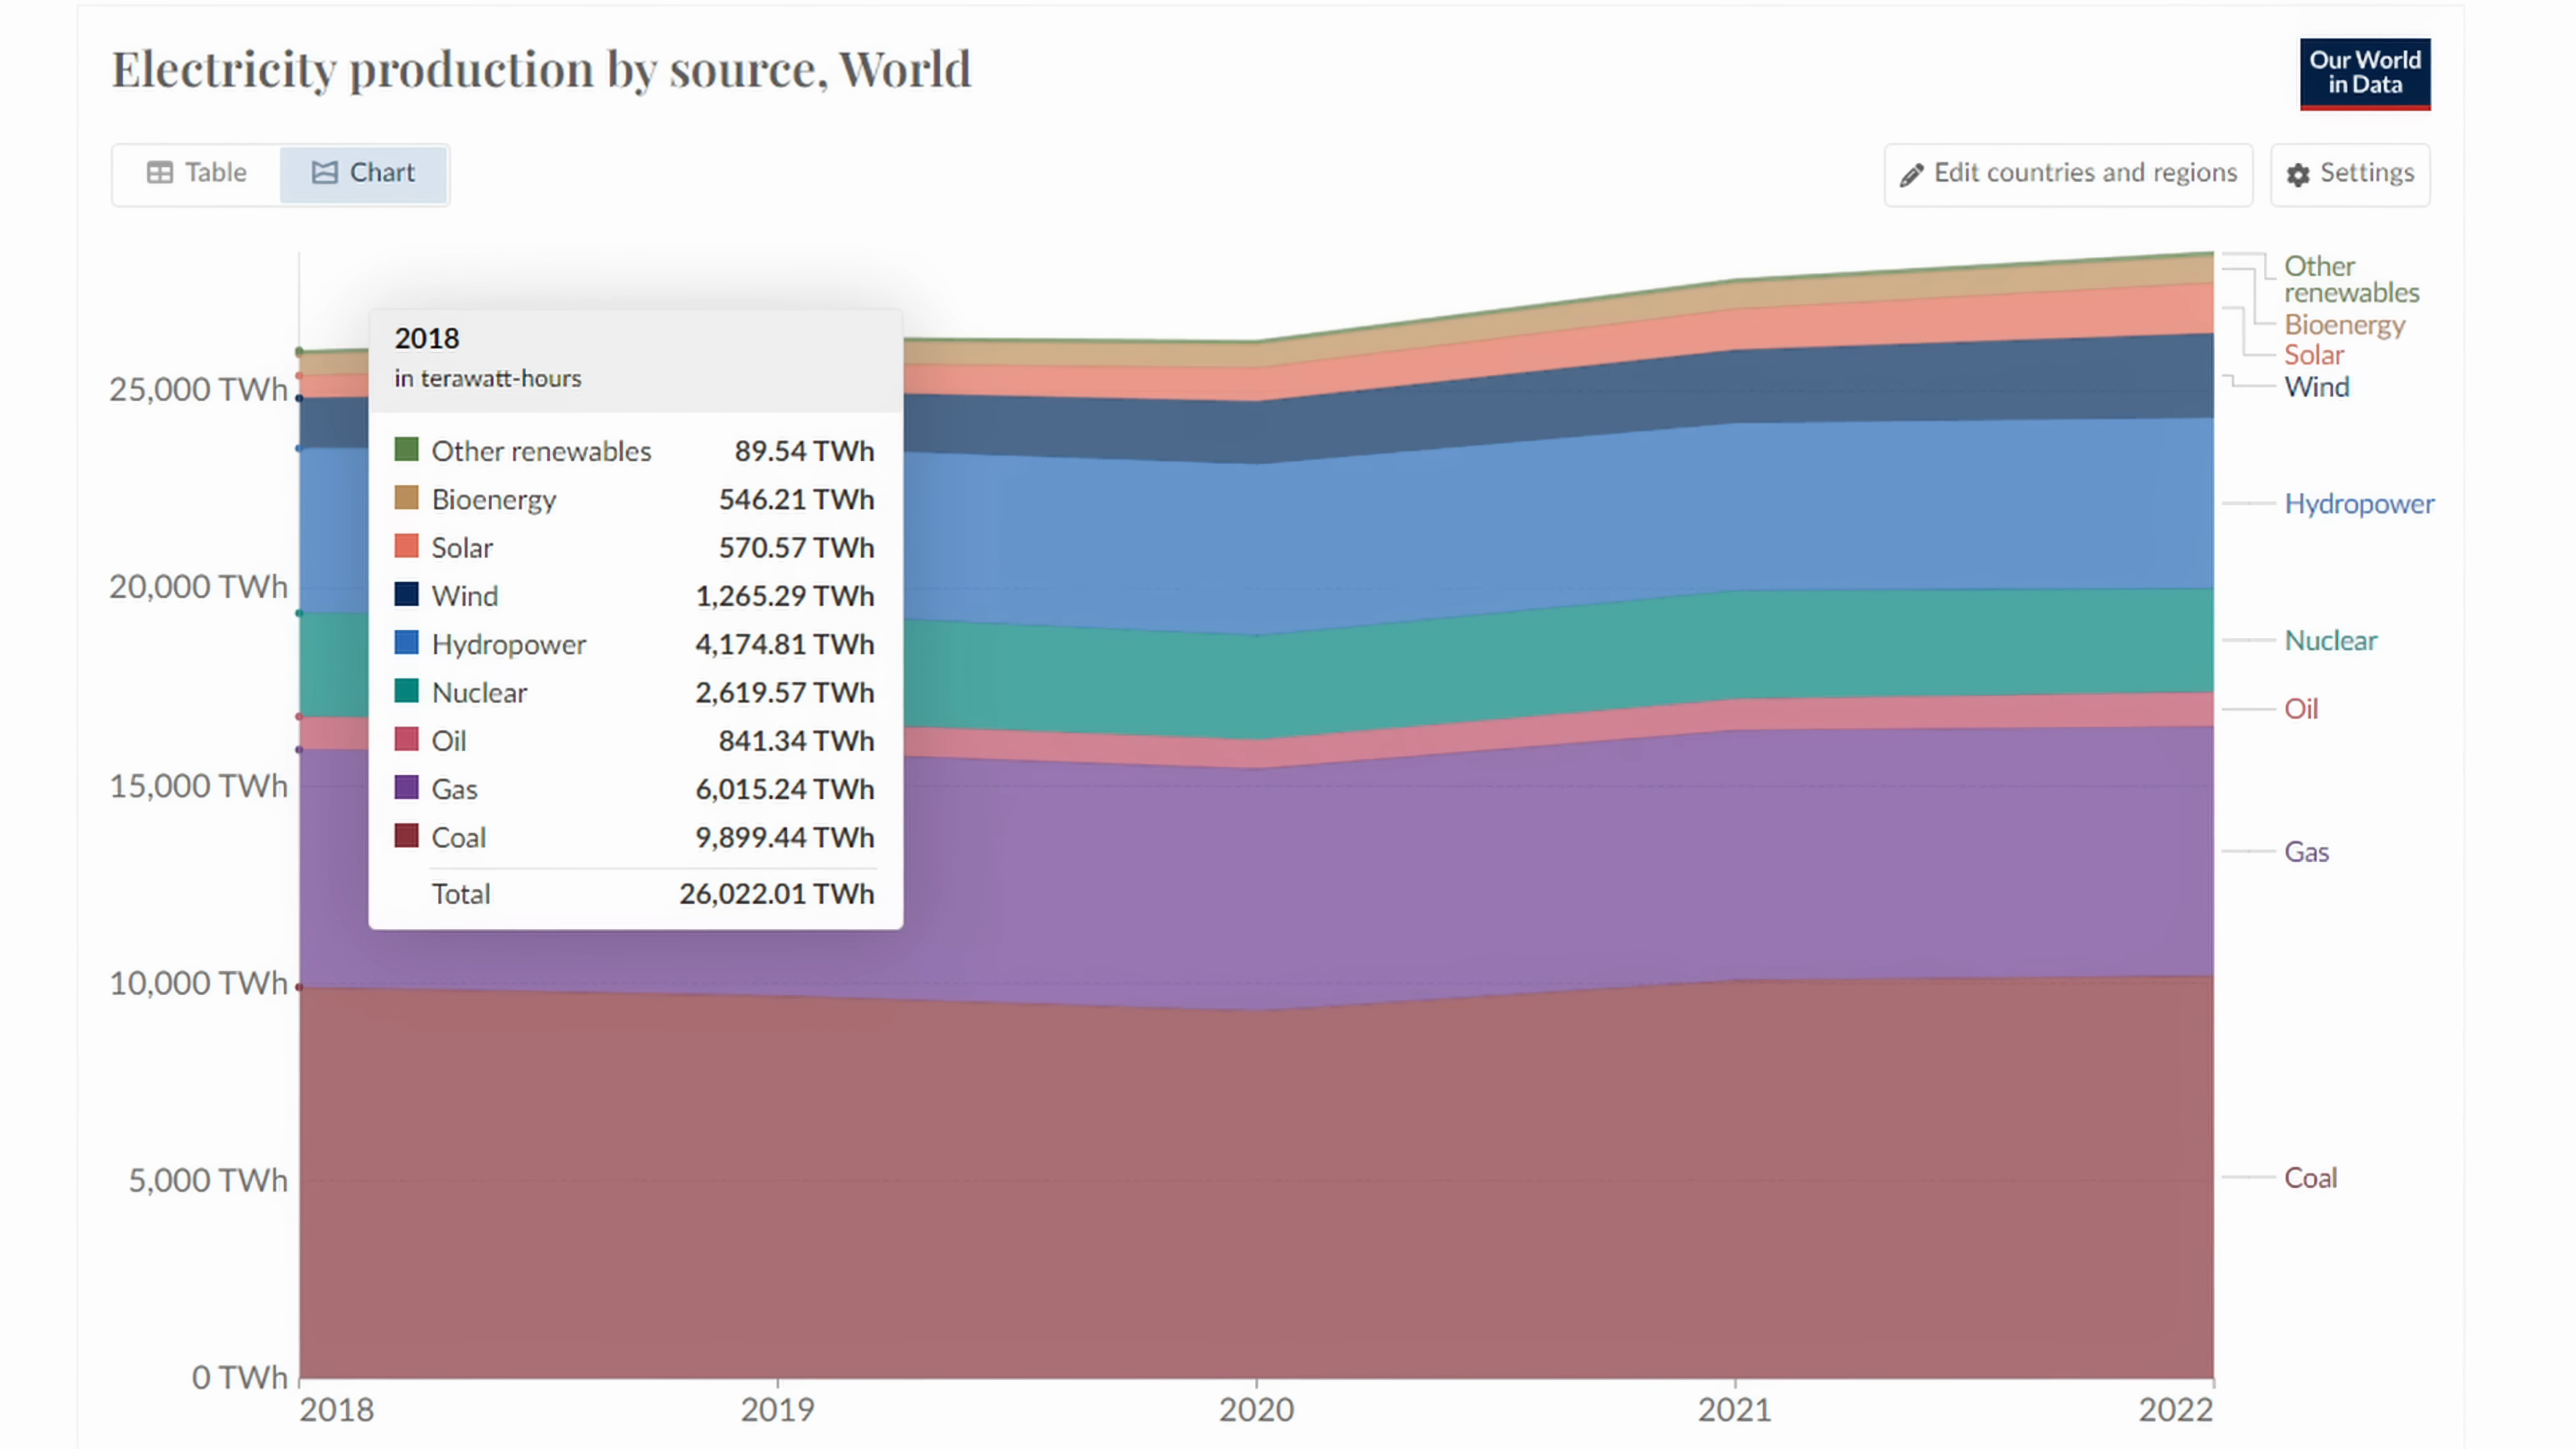 Electricity production by source, World
Our World
in Data
Table
Chart
Edit countries and regions
Settings
25,000 TWh
20,000 TWh
15,000 TWh
10,000 TWh
5,000 TWh
0 TWh
2018
in terawatt-hours
Other renewables 89.54 TWh
Bioenergy 546.21 TWh
Solar 570.57 TWh
Wind 1,265.29 TWh
Hydropower 4,174.81 TWh
Nuclear 2,619.57 TWh
Oil 841.34 TWh
Gas 6,015.24 TWh
Coal 9,899.44 TWh
Total 26,022.01 TWh
Other
renewables
Bioenergy
Solar
Wind
Hydropower
Nuclear
Oil
Gas
Coal
2018 2019 2020 2021 2022